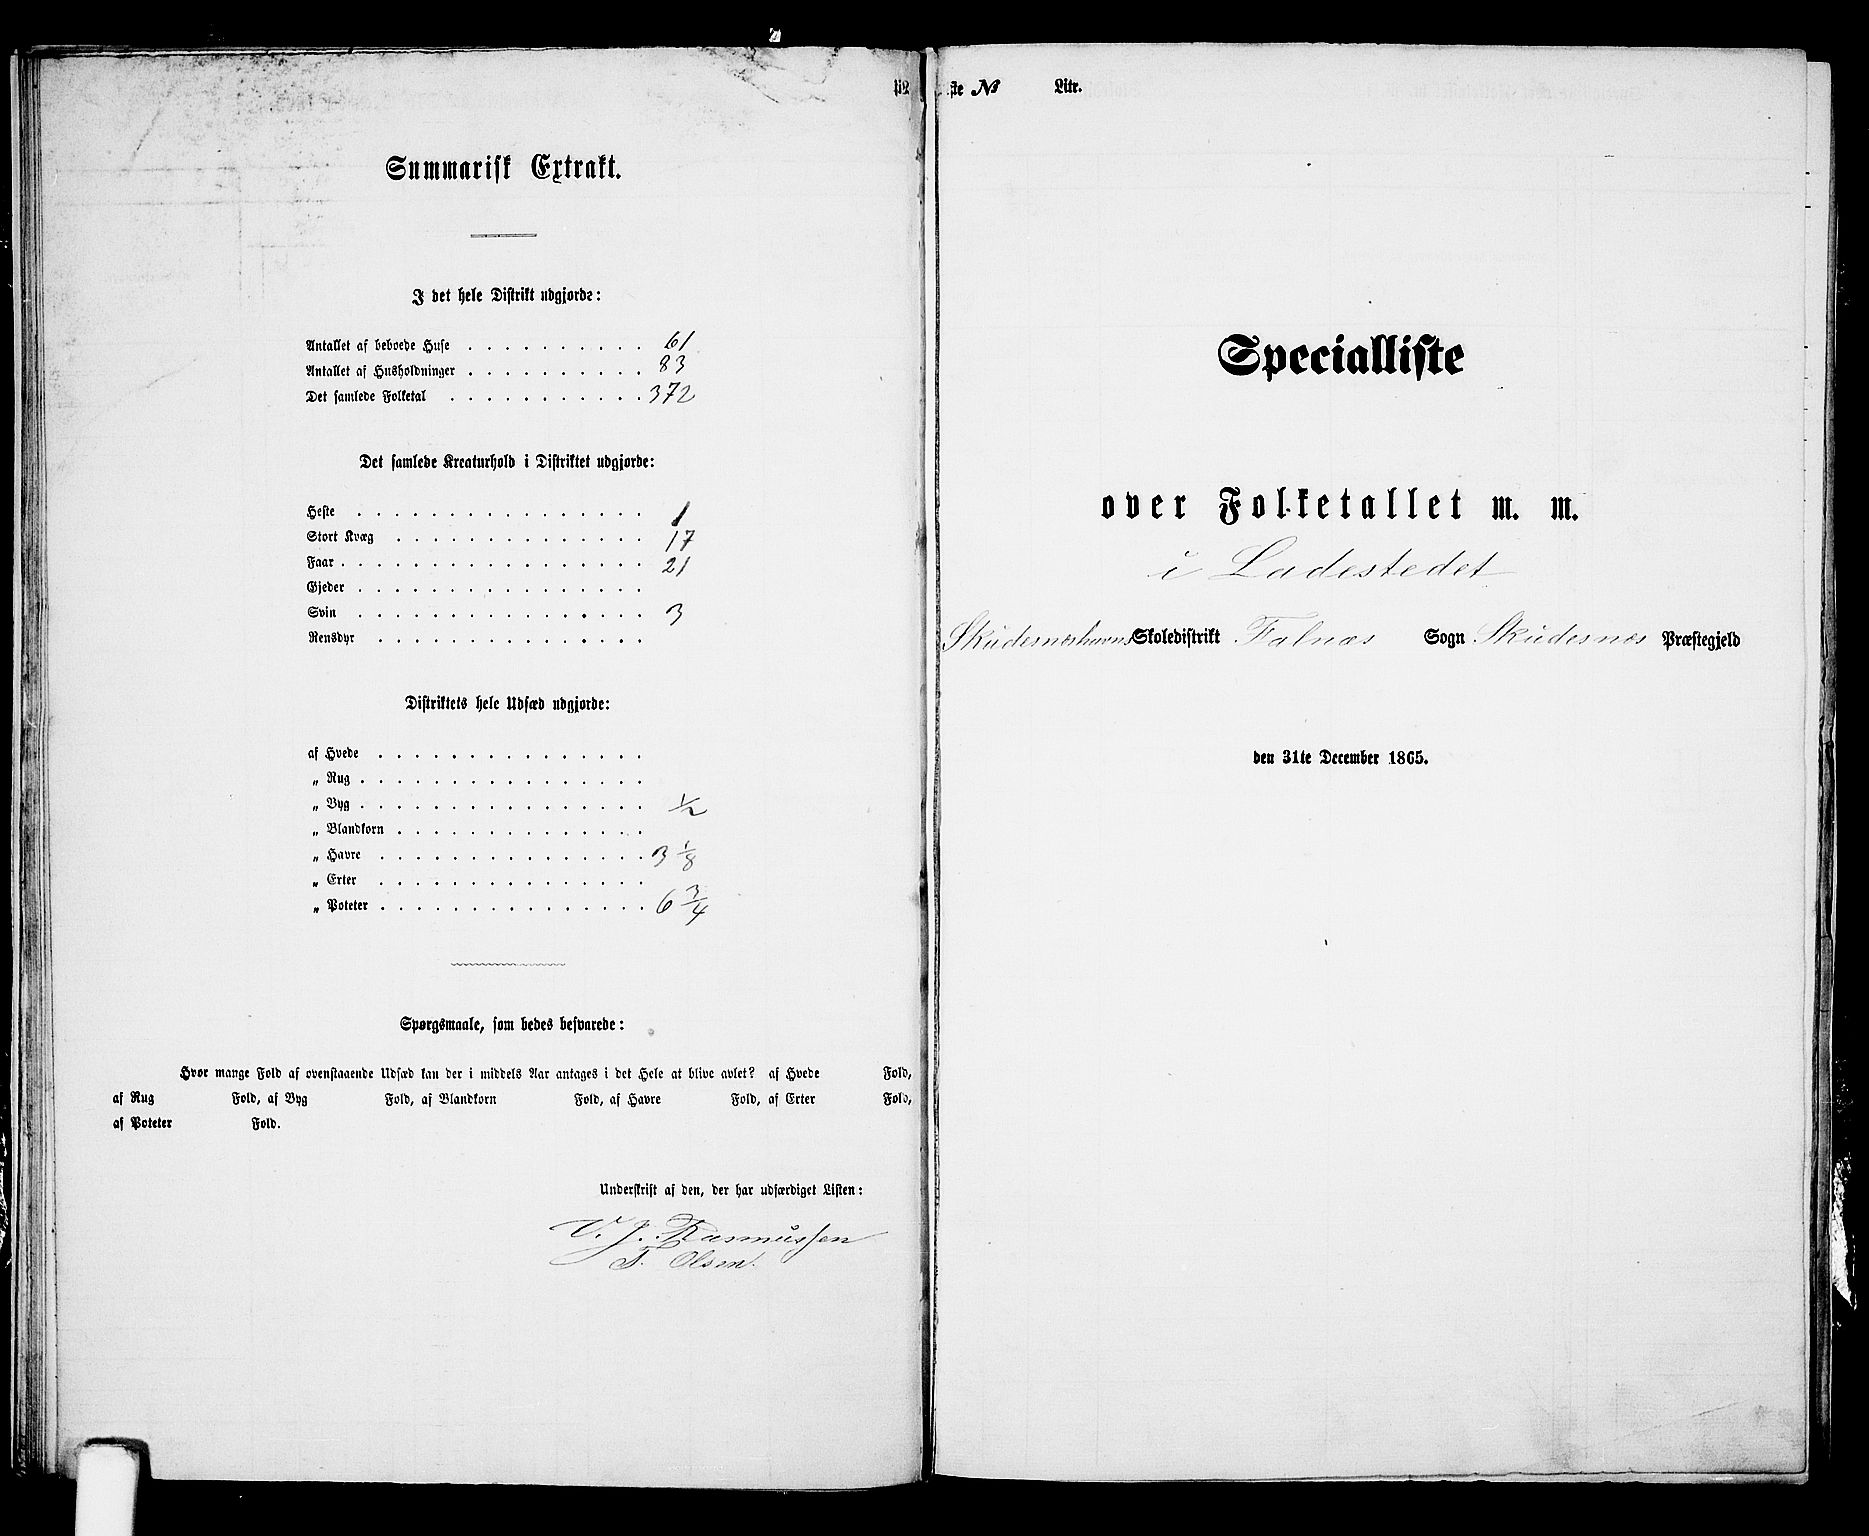 Summarisk Extrakt.
I det hele Distrikt udgjorde:
Antallet af beboede Huse . . . . . . . . . . 61
Antallet af Husholdninger . . . . . . . . . . 83
Det samlede Folketal . . . . . . . . . . . 372
Det samlede Kreaturhold i Distriktet udgjorde:
Heste . . . . . . . . . . . . . . . . 1
Stort Kvæg . . . . . . . . . . . . . . 17
Faar . . . . . . . . . . . . . . . . . 21
Gjeder . . . . . . . . . . . . . . . .
Svin . . . . . . . . . . . . . . . . 3
Rensdyr . . . . . . . . . . . . . . .
Distriktets hele Udsæd udgjorde:
af Hvede . . . . . . . . . . . . . . .
„ Rug . . . . . . . . . . . . . . . .
„ Byg . . . . . . . . . . . . . . . . 1/2
„ Blandkorn . . . . . . . . . . . . . .
„ Havre . . . . . . . . . . . . . . . 3 1/8
„ Erter . . . . . . . . . . . . . . .
„ Poteter . . . . . . . . . . . . . . . 6 3/4
Spørgsmaale, som bedes besvarede:
Hvor mange Fold af ovenstaaende Udsæd kan der i middels Aar antages i det Hele at blive avlet? af Hvede Fold,
af Rug Fold, af Byg Fold, af Blandkorn Fold, af Havre Fold, af Erter Fold,
af Poteter Fold.
Underskrift af den, der har udfærdiget Listen:
V. J. Rasmussen
T. Olsen.
Liste № Litr.
Specialliste
over Folketallet m. m.
i Ladestedet
Skudesneshavns Skoledistrikt Falnæs Sogn Skudesnes Præstegjeld
den 31te December 1865.